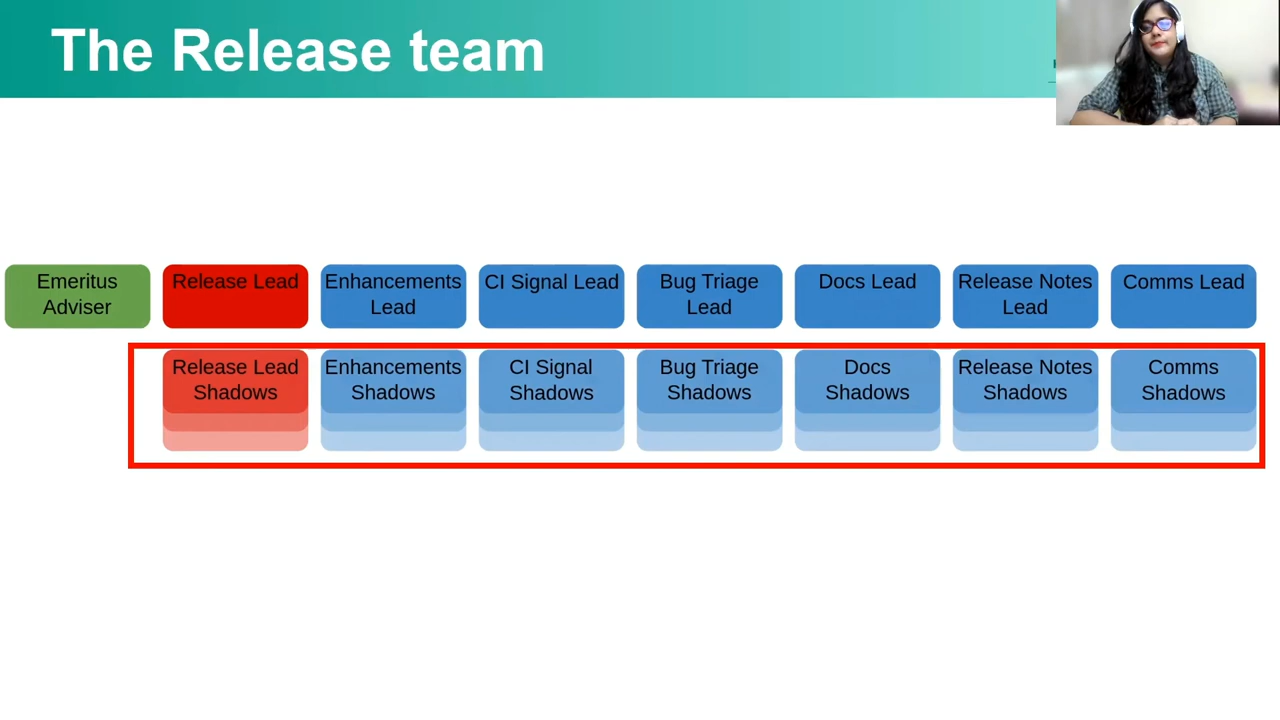 The Release team
Emeritus
Adviser
Release Lead
Enhancements
Lead
CI Signal Lead
Bug Triage
Lead
Docs Lead
Release Notes
Lead
Comms Lead
Release Lead
Shadows
Enhancements
Shadows
CI Signal
Shadows
Bug Triage
Shadows
Docs
Shadows
Release Notes
Shadows
Comms
Shadows